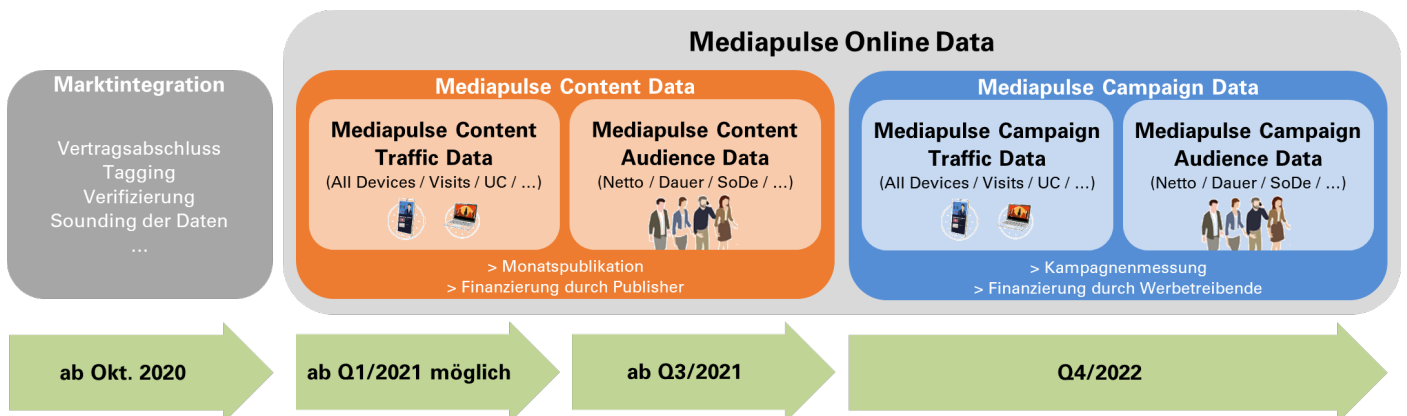 Mediapulse Online Data
Marktintegration
Vertragsabschluss
Tagging
Verifizierung
Sounding der Daten
...
Mediapulse Content Data
Mediapulse Content
Traffic Data
(All Devices / Visits / UC / ...)
Mediapulse Content
Audience Data
(Netto / Dauer / SoDe / ...)
> Monatspublikation
> Finanzierung durch Publisher
Mediapulse Campaign Data
Mediapulse Campaign
Traffic Data
(All Devices / Visits / UC / ...)
Mediapulse Campaign
Audience Data
(Netto / Dauer / SoDe / ...)
> Kampagnenmessung
> Finanzierung durch Werbetreibende
ab Okt. 2020
ab Q1/2021 möglich
ab Q3/2021
Q4/2022